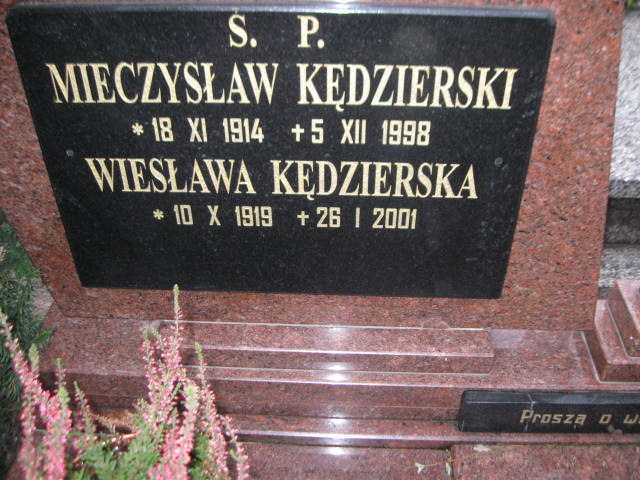 Ś. P.
MIECZYSŁAW KĘDZIERSKI
* 18 XI 1914 + 5 XII 1998
WIESŁAWA KĘDZIERSKA
* 10 X 1919 + 26 I 2001
Proszą o